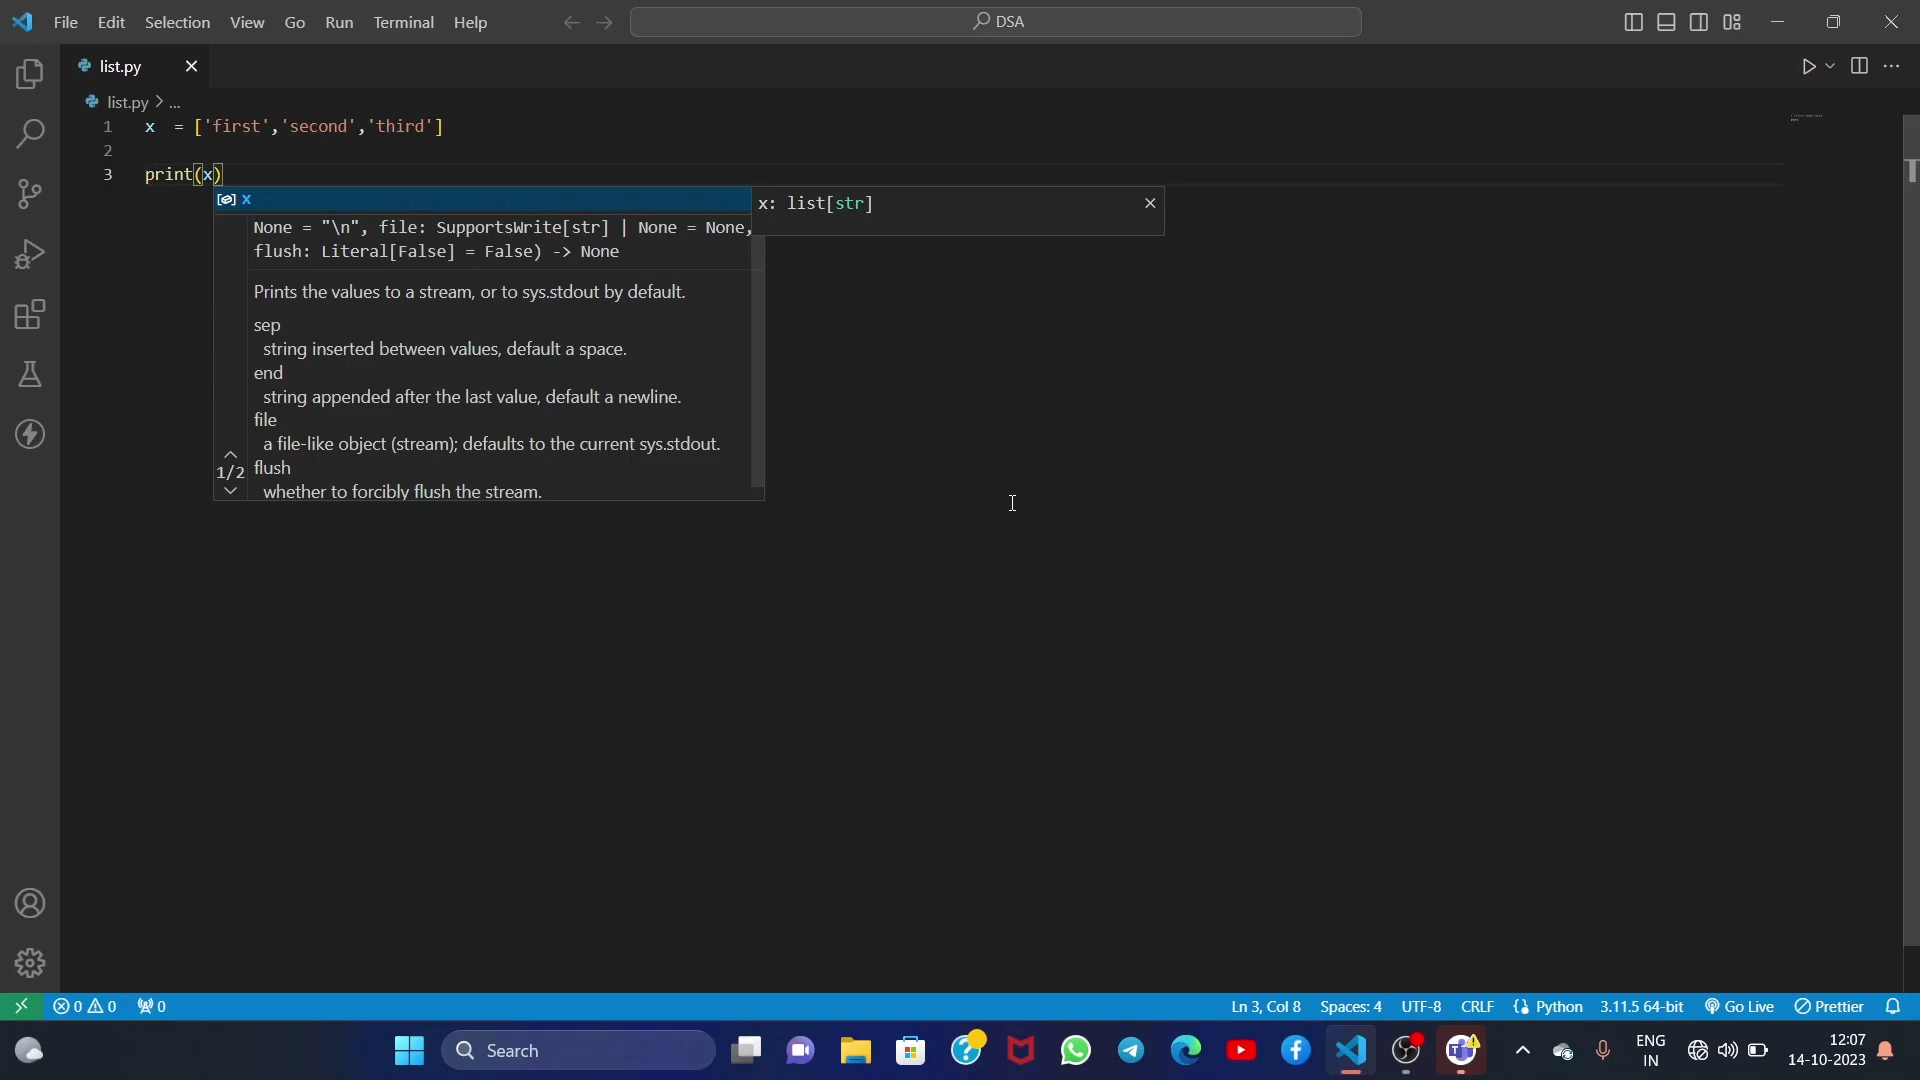 File Edit Selection View Go Run Terminal Help
DSA
list.py
list.py > ...
1 x  = ['first','second','third']
2
3 print(x)
x
x: list[str]
None = "\n", file: SupportsWrite[str] | None = None,
flush: Literal[False] = False) -> None
Prints the values to a stream, or to sys.stdout by default.
sep
string inserted between values, default a space.
end
string appended after the last value, default a newline.
file
a file-like object (stream); defaults to the current sys.stdout.
1/2
flush
whether to forcibly flush the stream.
0 0 0
Ln 3, Col 8 Spaces: 4 UTF-8 CRLF Python 3.11.5 64-bit Go Live Prettier
Search
ENG
IN
12:07
14-10-2023